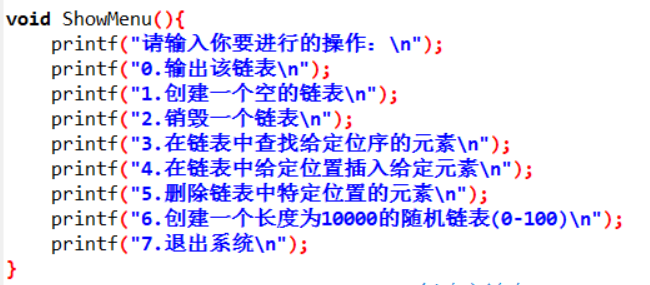 void ShowMenu(){
    printf("请输入你要进行的操作：\n");
    printf("0.输出该链表\n");
    printf("1.创建一个空的链表\n");
    printf("2.销毁一个链表\n");
    printf("3.在链表中查找给定位序的元素\n");
    printf("4.在链表中给定位置插入给定元素\n");
    printf("5.删除链表中特定位置的元素\n");
    printf("6.创建一个长度为10000的随机链表(0-100)\n");
    printf("7.退出系统\n");
}